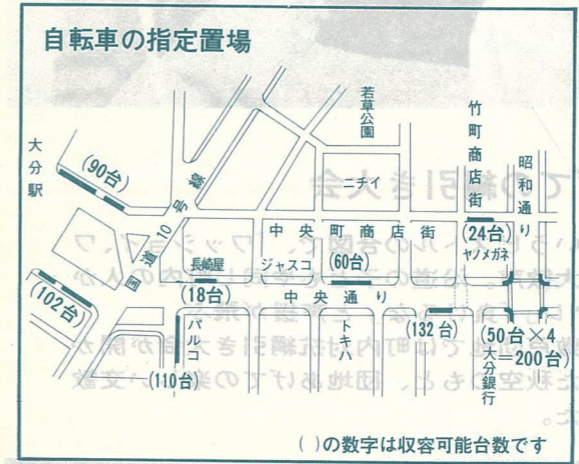 自転車の指定置場
若草公園
竹町商店街
昭和通り
大分駅
(90台)
国道10号線
ニチイ
中央町商店街
(24台)
ヤノメガネ
長崎屋
ジャスコ
(60台)
(18台)
中央通り
(102台)
パルコ
トキハ
(132台)
(50台×4
=200台)
大分銀行
(110台)
( )の数字は収容可能台数です